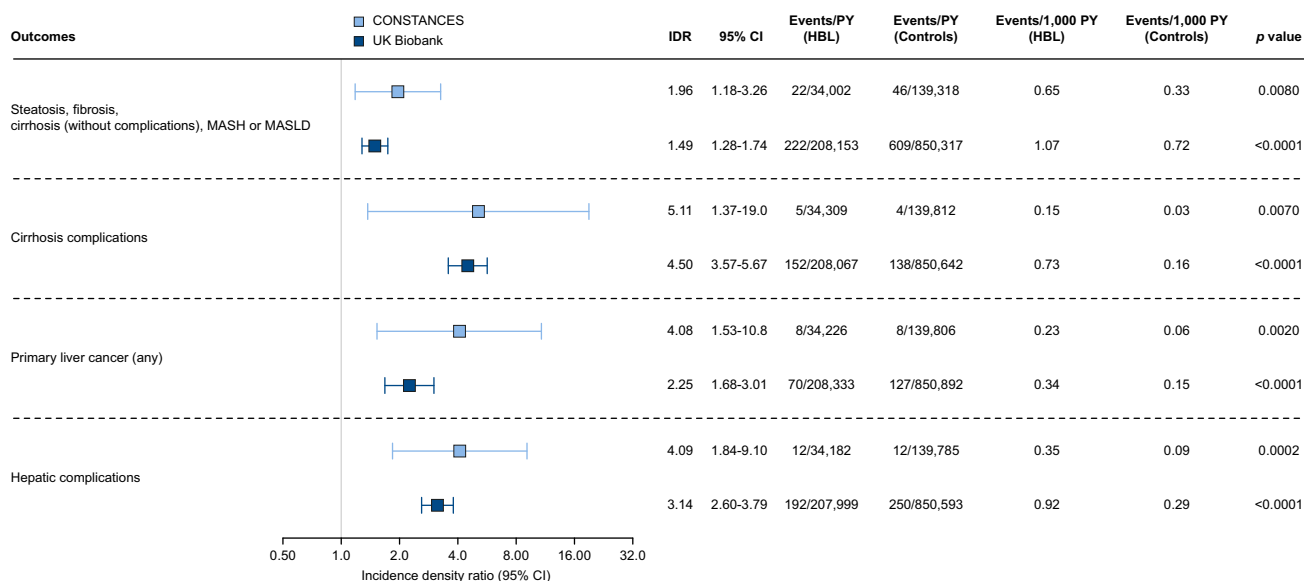 CONSTANCES
UK Biobank
Outcomes IDR 95% CI Events/PY (HBL) Events/PY (Controls) Events/1,000 PY (HBL) Events/1,000 PY (Controls) p value
Steatosis, fibrosis,
cirrhosis (without complications), MASH or MASLD
1.96 1.18-3.26 22/34,002 46/139,318 0.65 0.33 0.0080
1.49 1.28-1.74 222/208,153 609/850,317 1.07 0.72 <0.0001
Cirrhosis complications
5.11 1.37-19.0 5/34,309 4/139,812 0.15 0.03 0.0070
4.50 3.57-5.67 152/208,067 138/850,642 0.73 0.16 <0.0001
Primary liver cancer (any)
4.08 1.53-10.8 8/34,226 8/139,806 0.23 0.06 0.0020
2.25 1.68-3.01 70/208,333 127/850,892 0.34 0.15 <0.0001
Hepatic complications
4.09 1.84-9.10 12/34,182 12/139,785 0.35 0.09 0.0002
3.14 2.60-3.79 192/207,999 250/850,593 0.92 0.29 <0.0001
0.50 1.0 2.0 4.0 8.00 16.00 32.0
Incidence density ratio (95% CI)